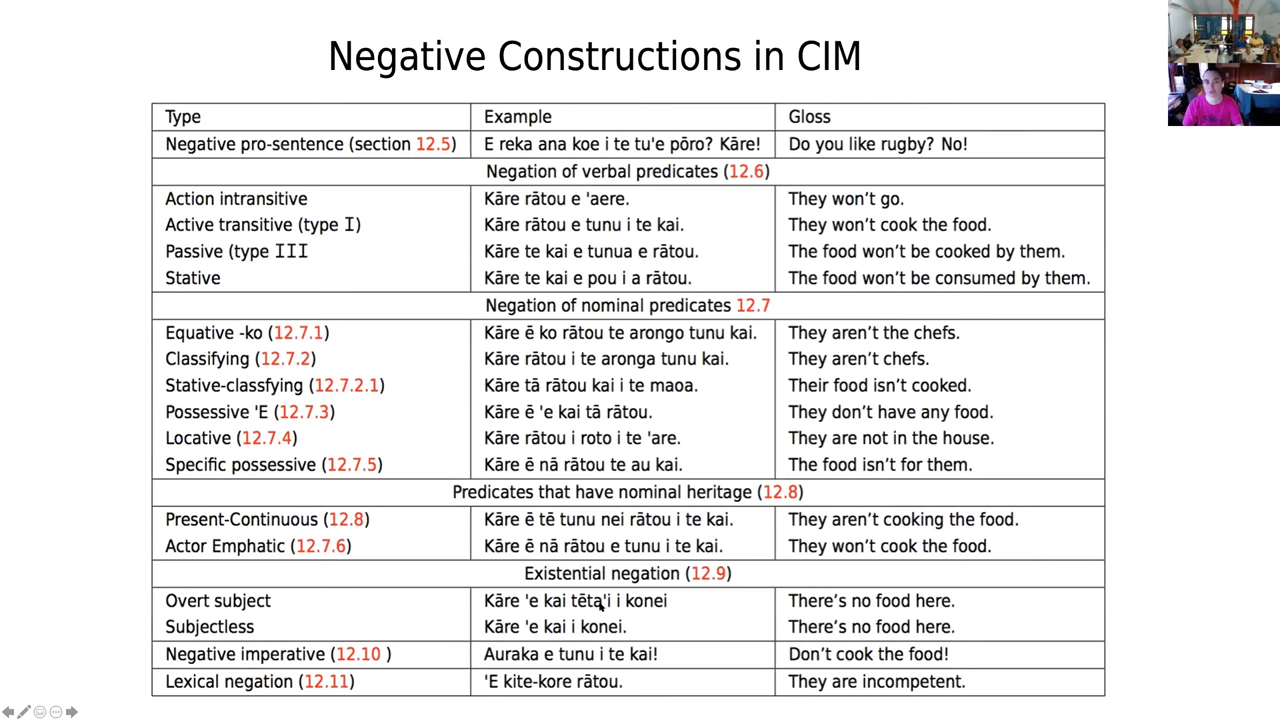 Negative Constructions in CIM
Type Example Gloss
Negative pro-sentence (section 12.5) E reka ana koe i te tu'e pōro? Kāre! Do you like rugby? No!
Negation of verbal predicates (12.6)
Action intransitive Kāre rātou e 'aere. They won't go.
Active transitive (type I) Kāre rātou e tunu i te kai. They won't cook the food.
Passive (type III Kāre te kai e tunua e rātou. The food won't be cooked by them.
Stative Kāre te kai e pou i a rātou. The food won't be consumed by them.
Negation of nominal predicates 12.7
Equative -ko (12.7.1) Kāre ē ko rātou te arongo tunu kai. They aren't the chefs.
Classifying (12.7.2) Kāre rātou i te aronga tunu kai. They aren't chefs.
Stative-classfying (12.7.2.1) Kāre tā rātou kai i te maoa. Their food isn't cooked.
Possessive 'E (12.7.3) Kāre ē 'e kai tā rātou. They don't have any food.
Locative (12.7.4) Kāre rātou i roto i te 'are. They are not in the house.
Specific possessive (12.7.5) Kāre ē nā rātou te au kai. The food isn't for them.
Predicates that have nominal heritage (12.8)
Present-Continuous (12.8) Kāre ē tē tunu nei rātou i te kai. They aren't cooking the food.
Actor Emphatic (12.7.6) Kāre ē nā rātou e tunu i te kai. They won't cook the food.
Existential negation (12.9)
Overt subject Kāre 'e kai tēta'i i konei There's no food here.
Subjectless Kāre 'e kai i konei. There's no food here.
Negative imperative (12.10 ) Auraka e tunu i te kai! Don't cook the food!
Lexical negation (12.11) 'E kite-kore rātou. They are incompetent.